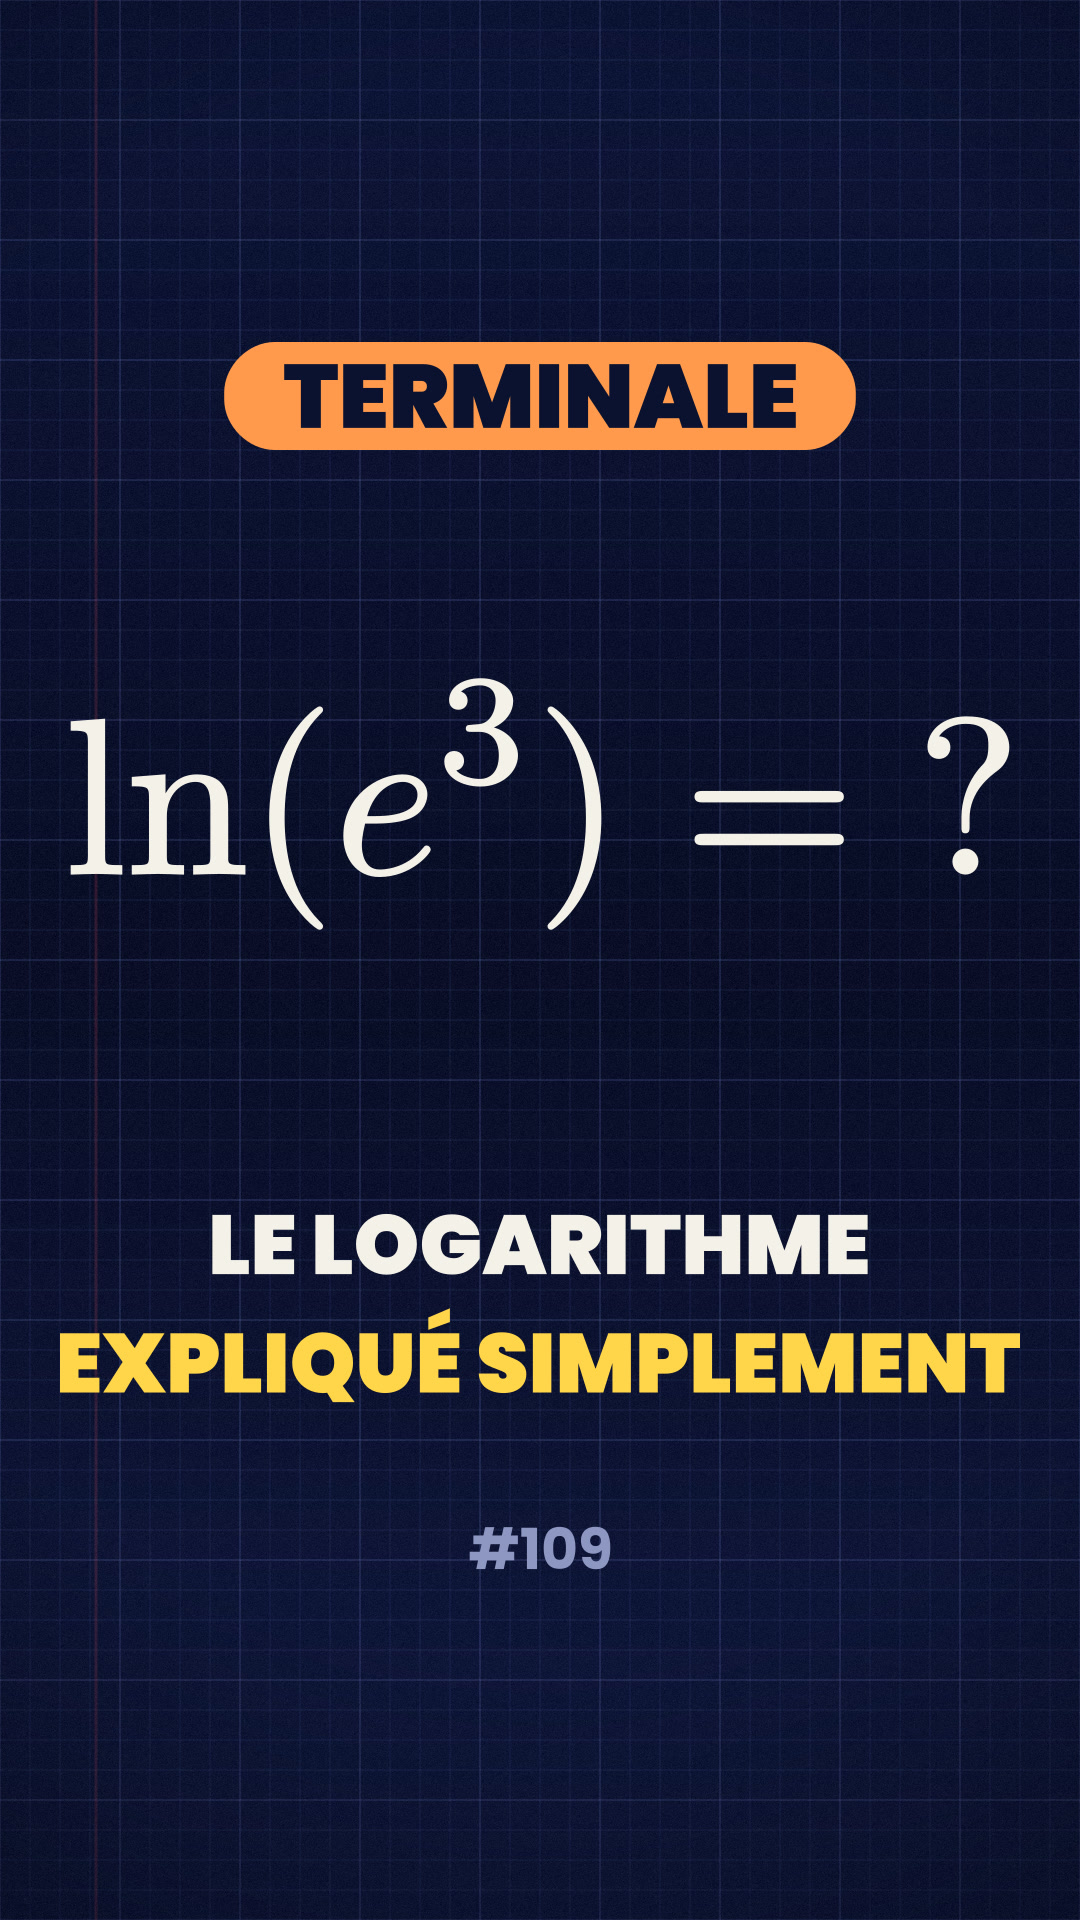 TERMINALE
ln(e³) = ?
LE LOGARITHME
EXPLIQUÉ SIMPLEMENT
#109